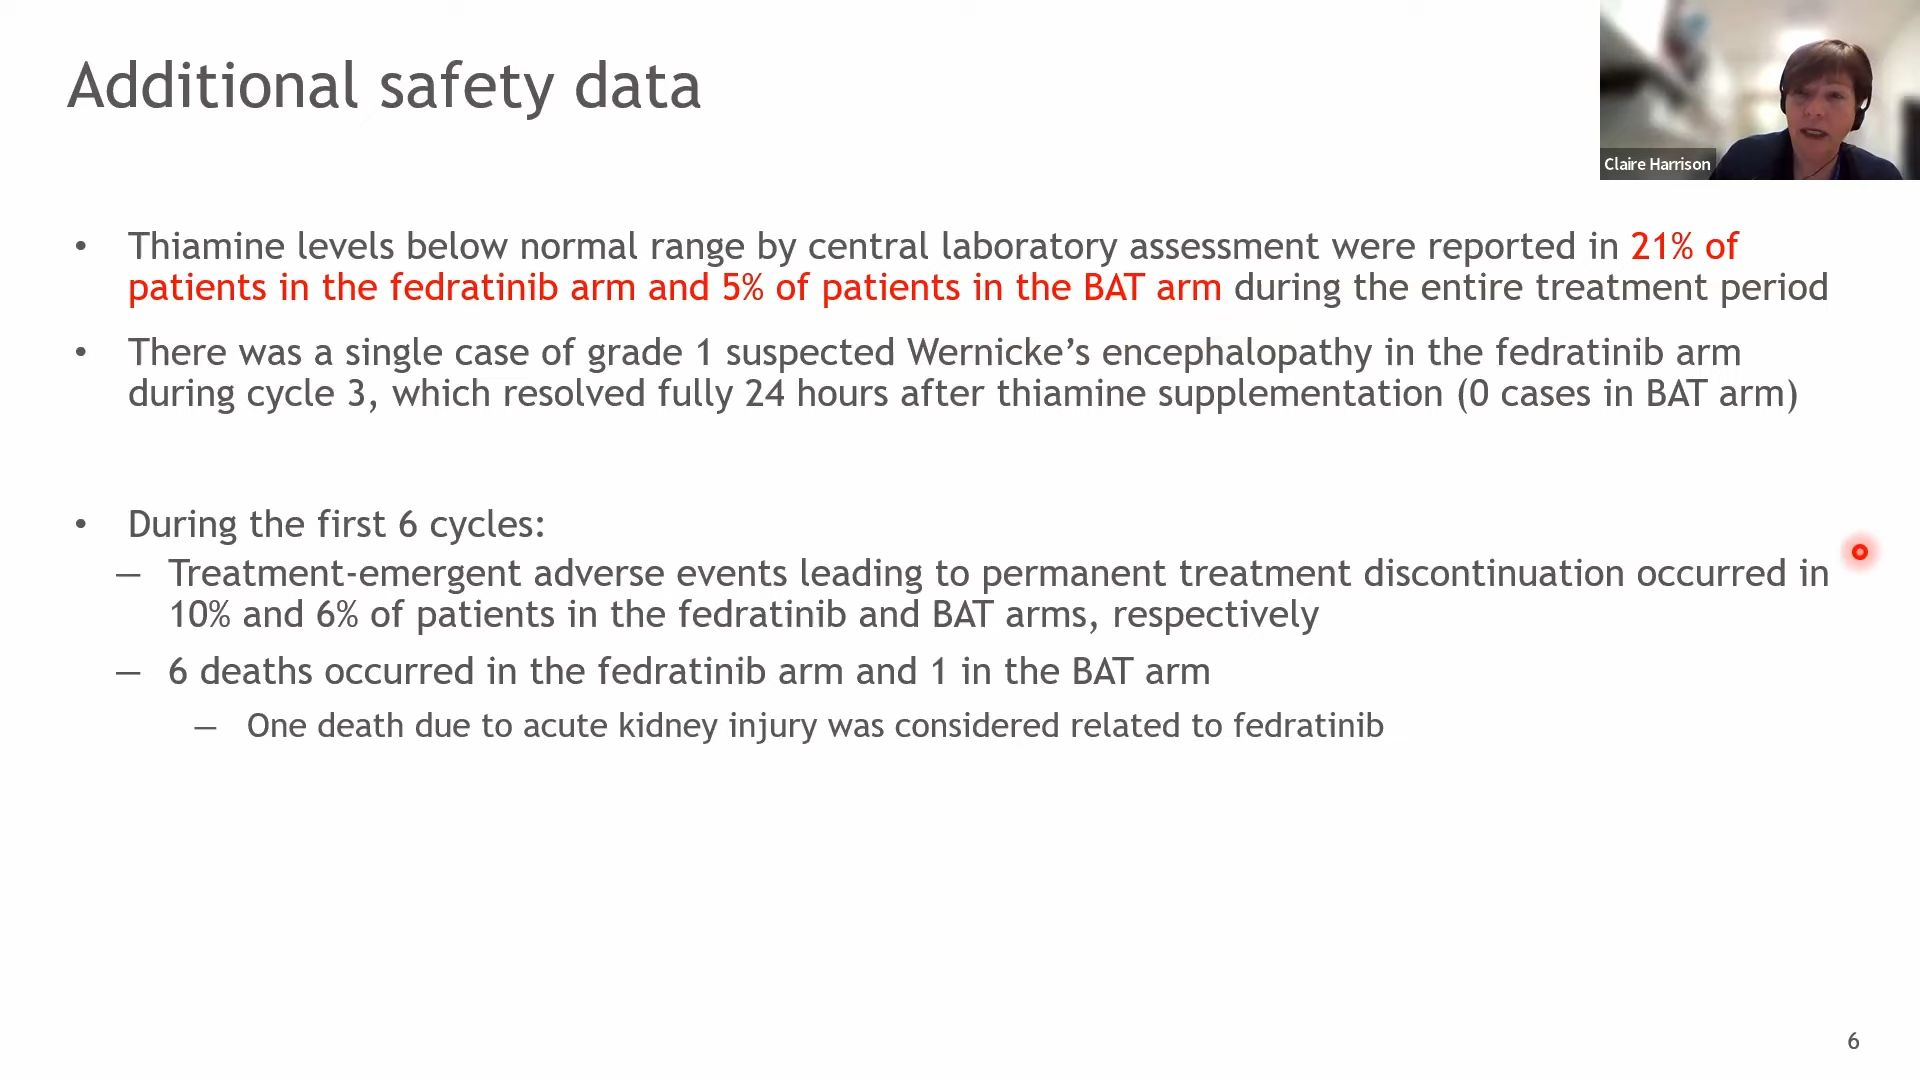 Additional safety data
Claire Harrison
• Thiamine levels below normal range by central laboratory assessment were reported in 21% of
patients in the fedratinib arm and 5% of patients in the BAT arm during the entire treatment period
• There was a single case of grade 1 suspected Wernicke’s encephalopathy in the fedratinib arm
during cycle 3, which resolved fully 24 hours after thiamine supplementation (0 cases in BAT arm)
• During the first 6 cycles:
— Treatment-emergent adverse events leading to permanent treatment discontinuation occurred in
10% and 6% of patients in the fedratinib and BAT arms, respectively
— 6 deaths occurred in the fedratinib arm and 1 in the BAT arm
— One death due to acute kidney injury was considered related to fedratinib
6